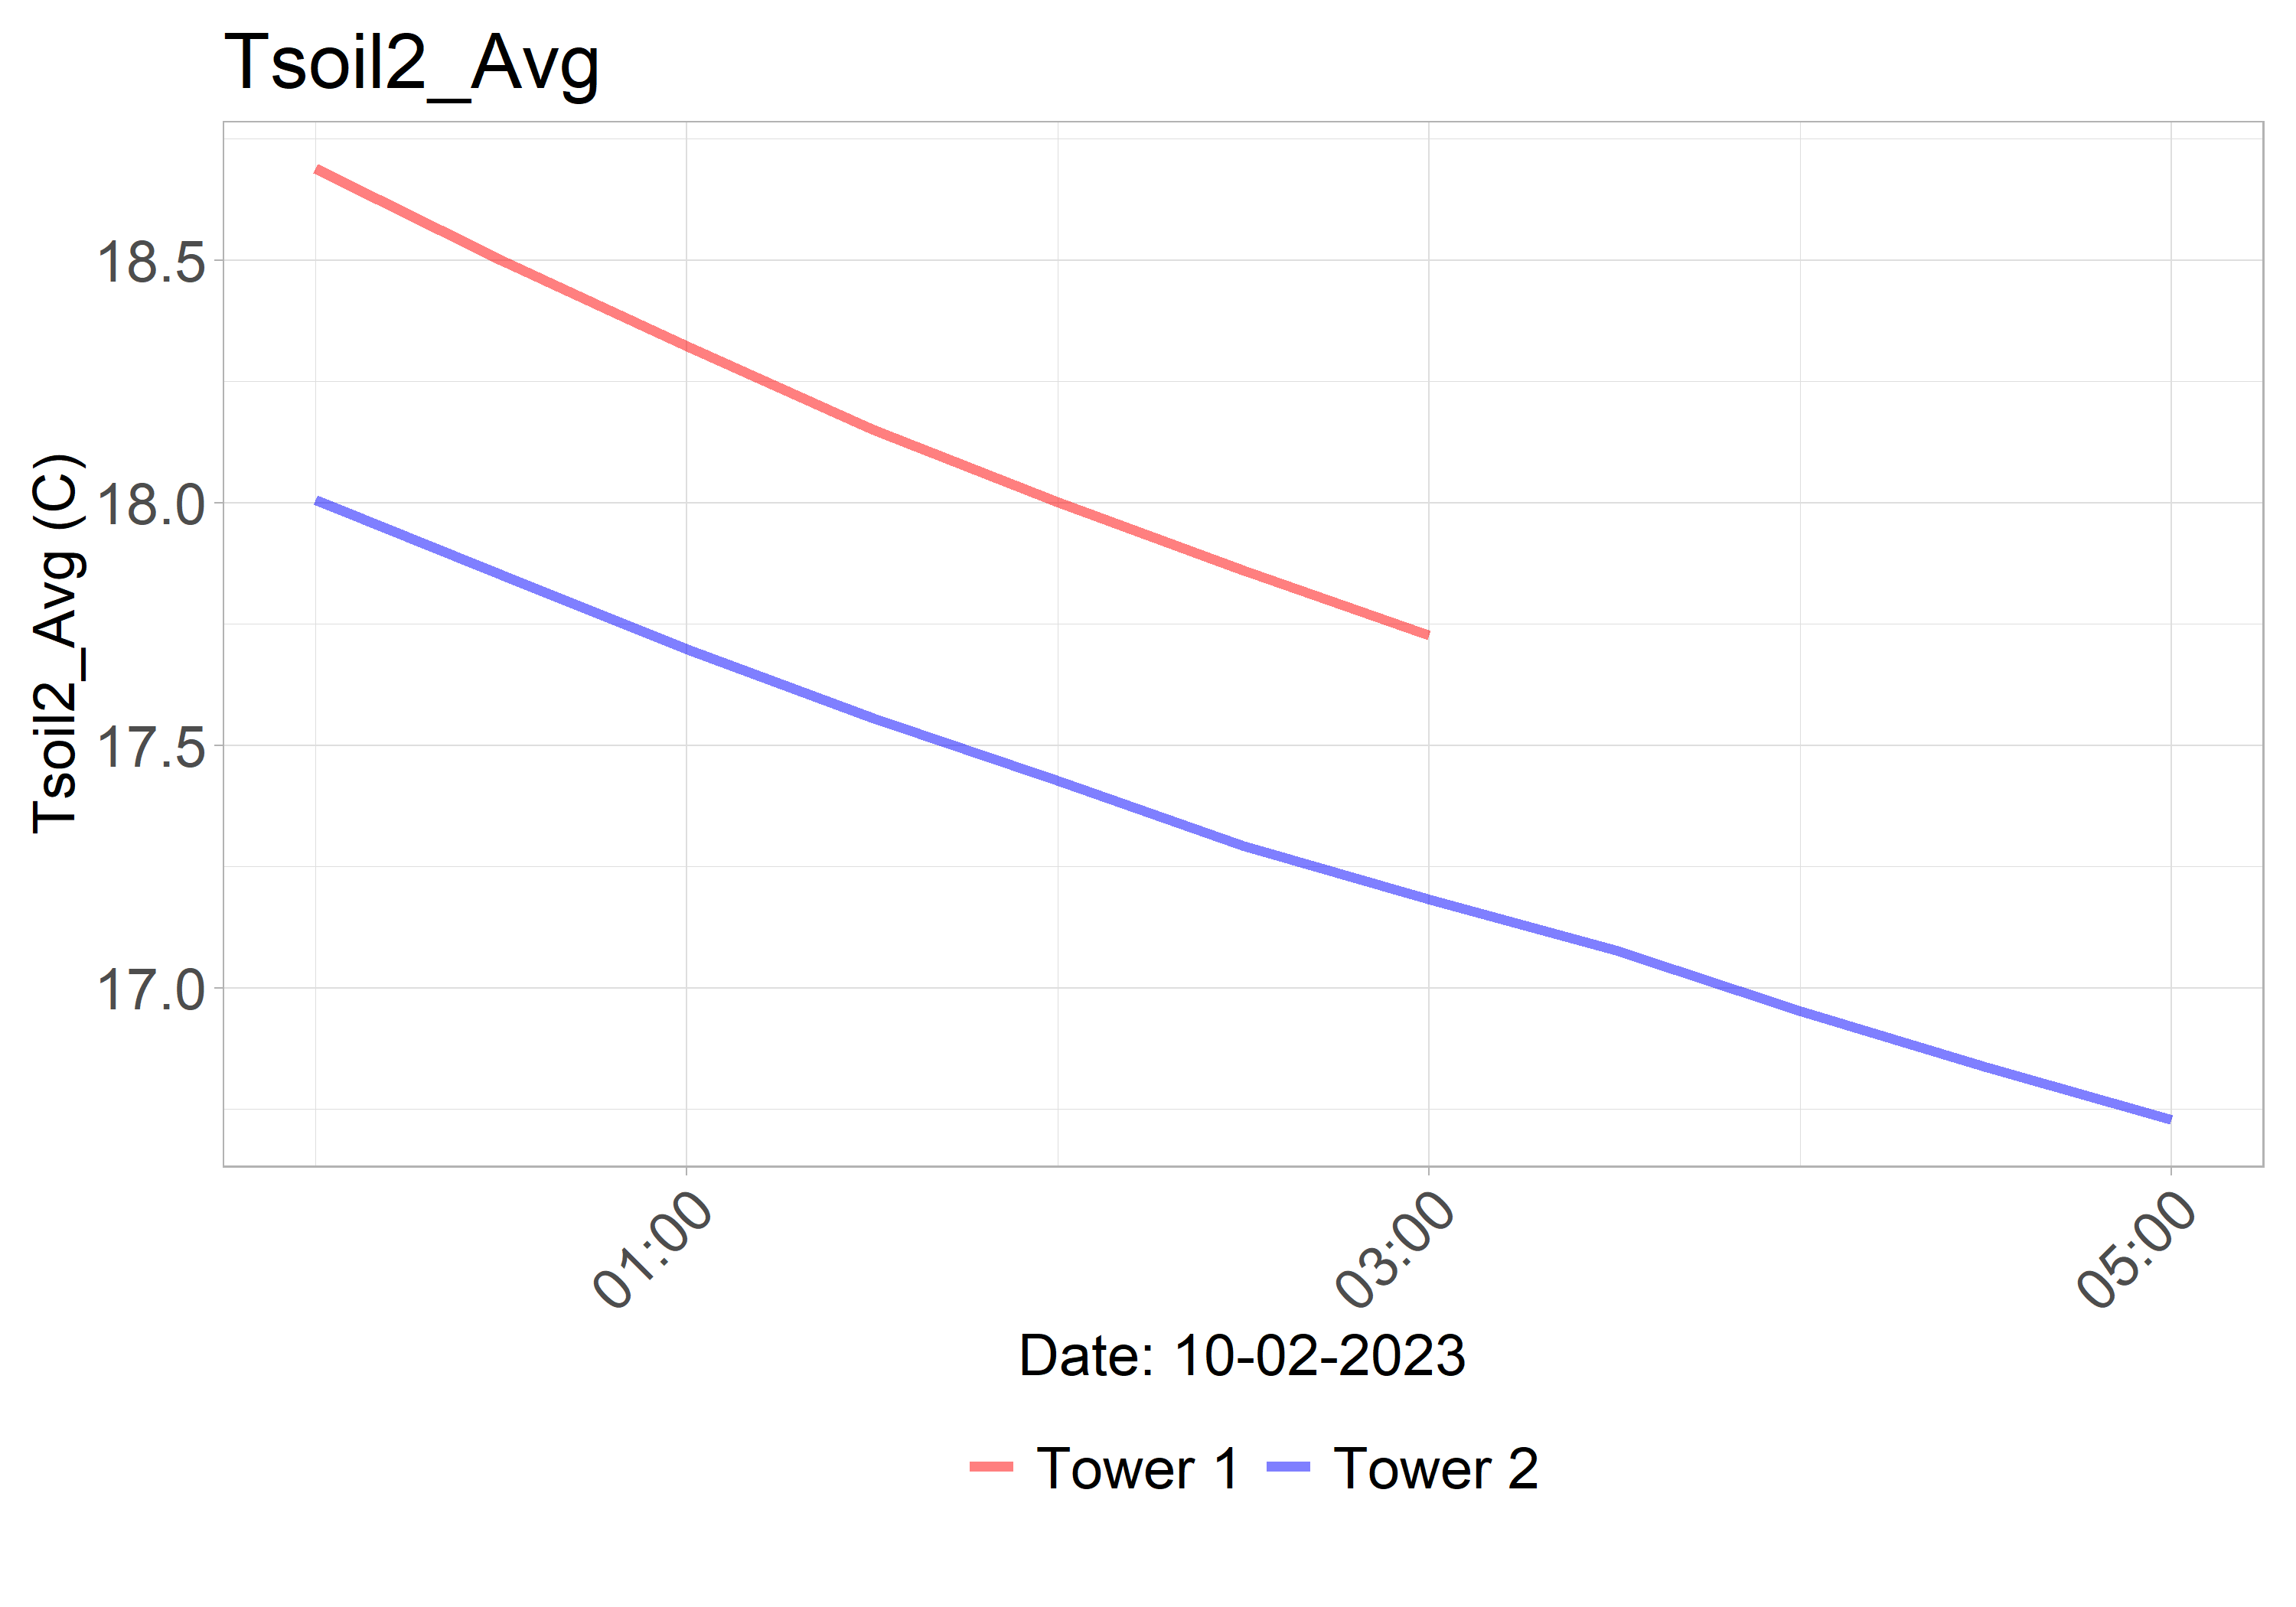 Tsoil2_Avg
Tsoil2_Avg (C)
18.5
18.0
17.5
17.0
01:00
03:00
05:00
Date: 10-02-2023
Tower 1
Tower 2